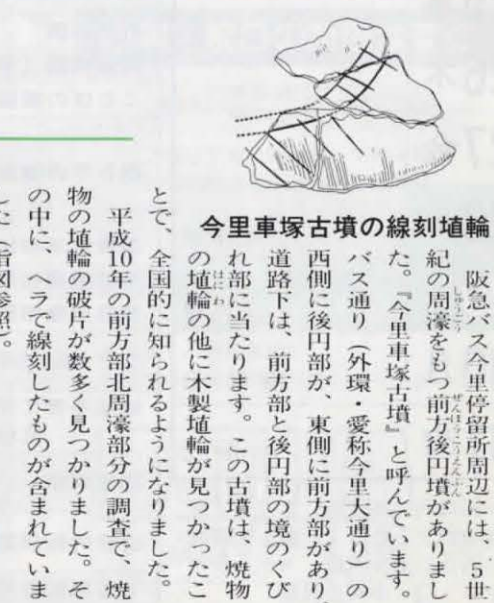 今里車塚古墳の線刻埴輪
阪急バス今里停留所周辺には、5世
紀の周濠をもつ前方後円墳がありまし
た。『今里車塚古墳』と呼んでいます。
バス通り（外環・愛称今里大通り）の
西側に後円部が、東側に前方部があり、
道路下は、前方部と後円部の境のくび
れ部に当たります。この古墳は、焼物
の埴輪の他に木製埴輪が見つかったこ
とで、全国的に知られるようになりました。
平成10年の前方部北周濠部分の調査で、焼
物の埴輪の破片が数多く見つかりました。そ
の中に、ヘラで線刻したものが含まれていま
した（旨図参照）。